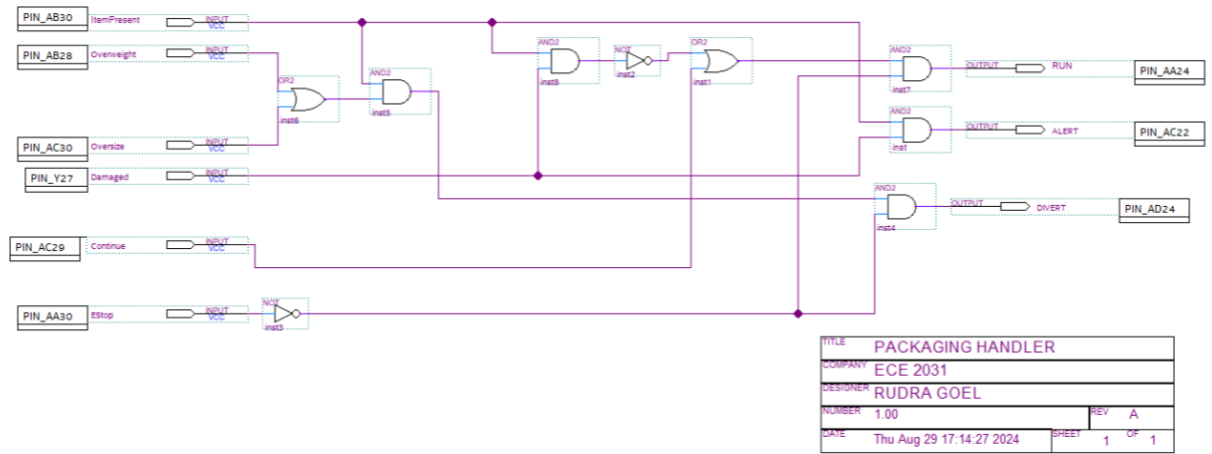 PIN_AB30 ItemPresent INPUT VCC
PIN_AB28 Overweight INPUT VCC
AND2 inst8
NOT inst2
OR2 inst1
AND2 inst7
OUTPUT RUN PIN_AA24
OR2 inst6
AND2 inst5
AND2 inst
OUTPUT ALERT PIN_AC22
PIN_AC30 Oversize INPUT VCC
PIN_Y27 Damaged INPUT VCC
AND2 inst4
OUTPUT DIVERT PIN_AD24
PIN_AC29 Continue INPUT VCC
PIN_AA30 EStop INPUT VCC
NOT inst3
TITLE PACKAGING HANDLER
COMPANY ECE 2031
DESIGNER RUDRA GOEL
NUMBER 1.00 REV A
DATE Thu Aug 29 17:14:27 2024 SHEET 1 OF 1